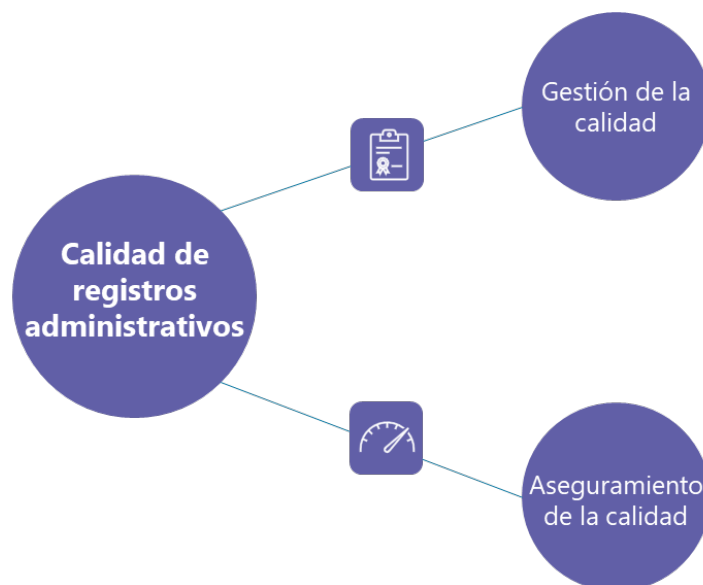 Gestión de la
calidad
Calidad de
registros
administrativos
Aseguramiento
de la calidad